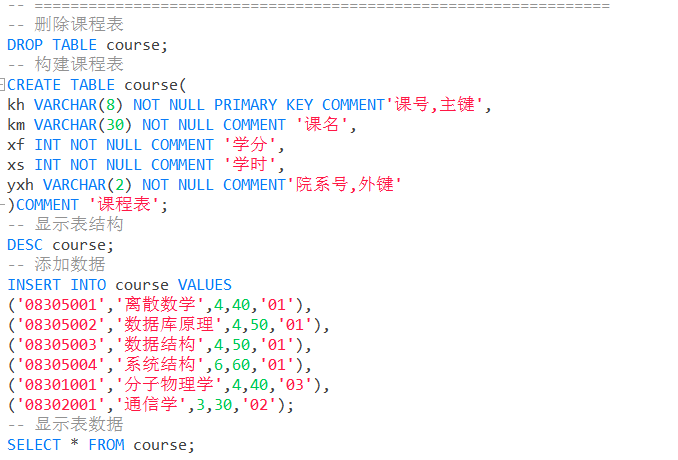 -- ================================================================
-- 删除课程表
DROP TABLE course;
-- 构建课程表
CREATE TABLE course(
kh VARCHAR(8) NOT NULL PRIMARY KEY COMMENT'课号,主键',
km VARCHAR(30) NOT NULL COMMENT '课名',
xf INT NOT NULL COMMENT '学分',
xs INT NOT NULL COMMENT '学时',
yxh VARCHAR(2) NOT NULL COMMENT'院系号,外键'
)COMMENT '课程表';
-- 显示表结构
DESC course;
-- 添加数据
INSERT INTO course VALUES
('08305001','离散数学',4,40,'01'),
('08305002','数据库原理',4,50,'01'),
('08305003','数据结构',4,50,'01'),
('08305004','系统结构',6,60,'01'),
('08301001','分子物理学',4,40,'03'),
('08302001','通信学',3,30,'02');
-- 显示表数据
SELECT * FROM course;